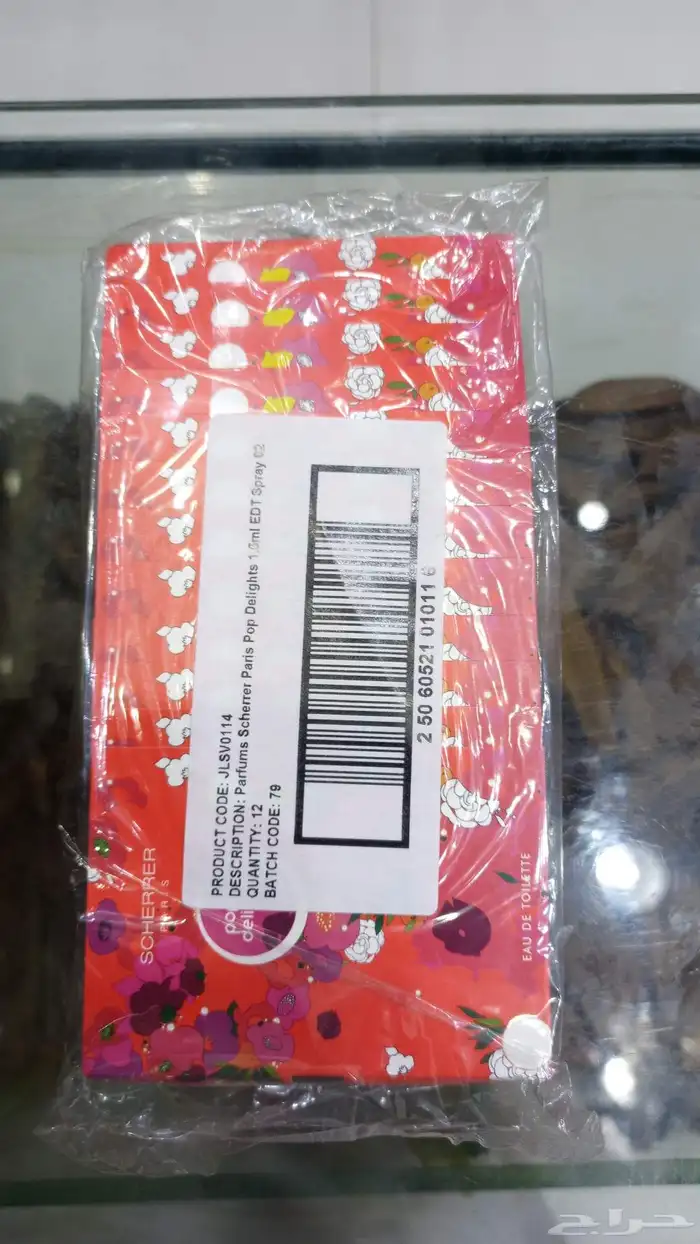 PRODUCT CODE: JLSV0114
DESCRIPTION: Parfums Scherrer Paris Pop Delights 1.5ml EDT Spray 02
QUANTITY: 12
BATCH CODE: 79
2 50 60521 01011 6
SCHERRER
PARIS
EAU DE TOILETTE
حراج